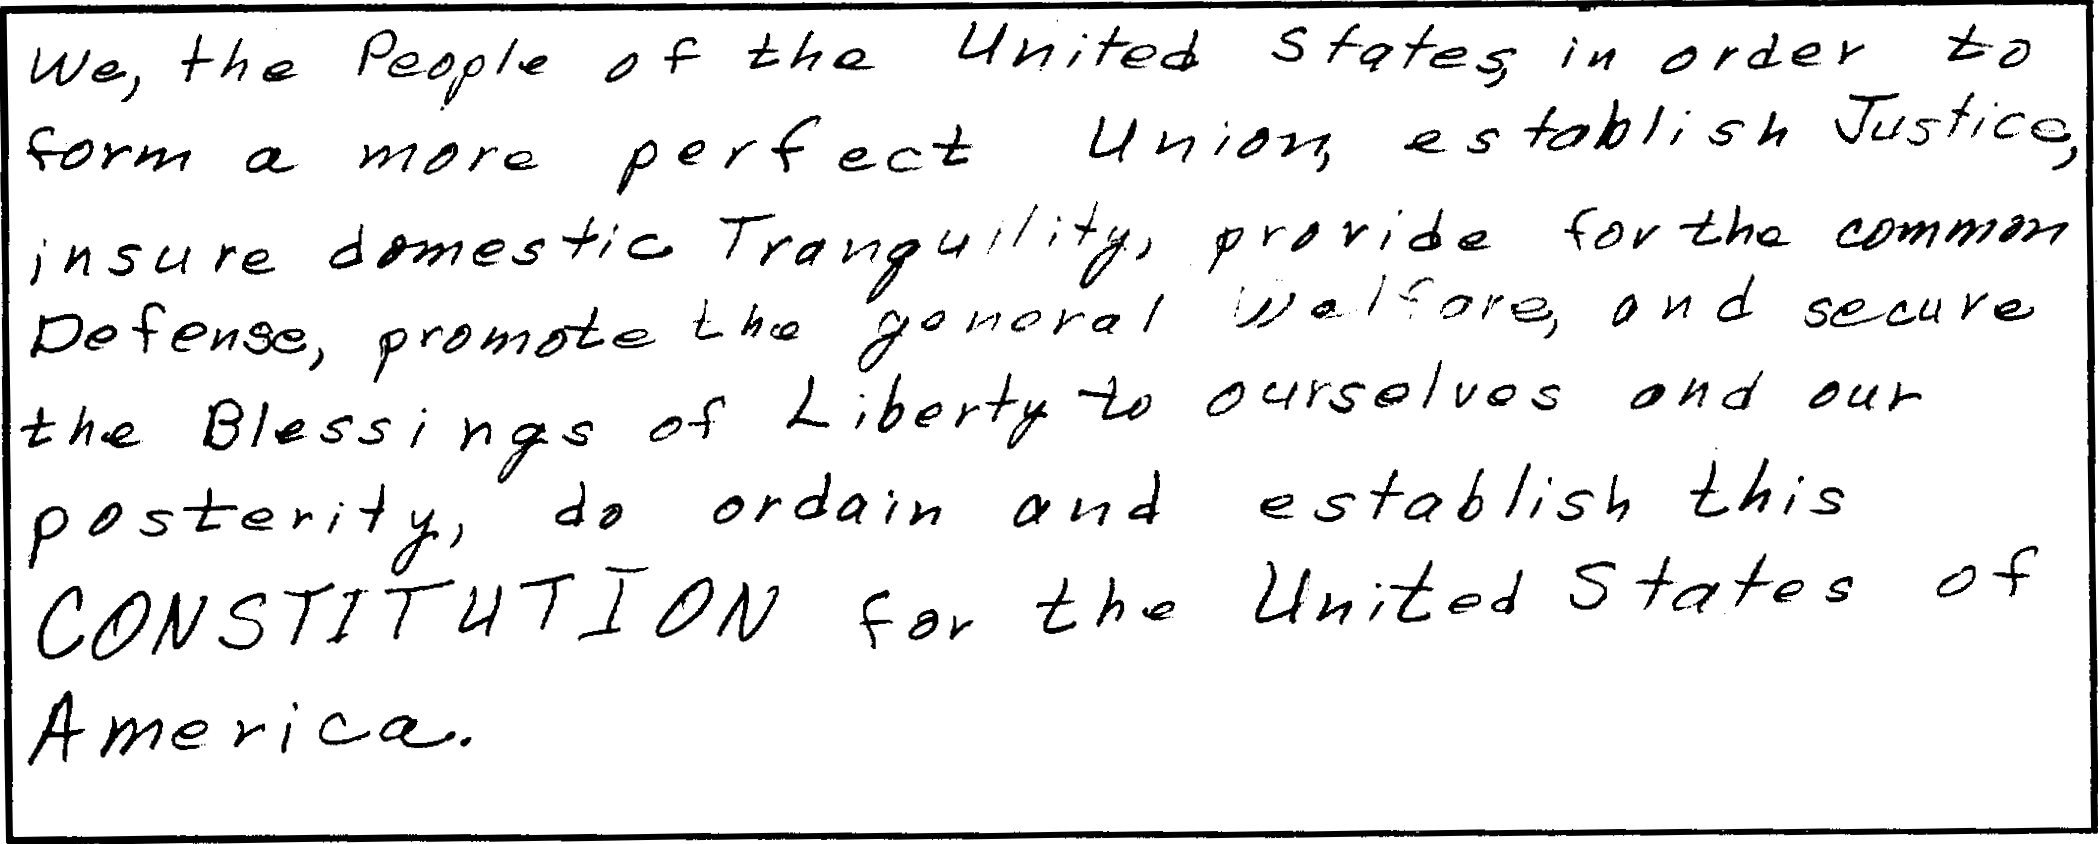 We, the People of the United States, in order to
form a more perfect Union, establish Justice,
insure domestic Tranquility, provide for the common
Defense, promote the general Welfare, and secure
the Blessings of Liberty to ourselves and our
posterity, do ordain and establish this
CONSTITUTION for the United States of
America.